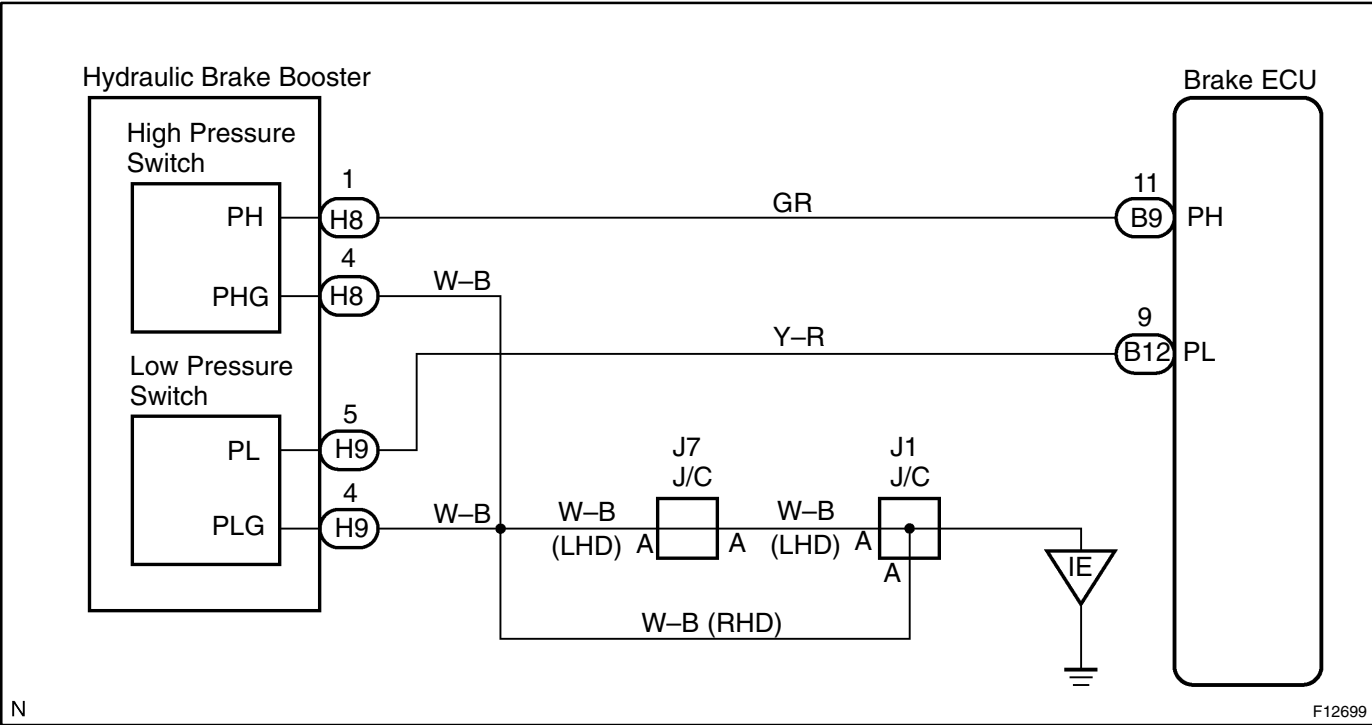 Hydraulic Brake Booster
Brake ECU
High Pressure
Switch
1
11
PH
H8
GR
B9
PH
4
PHG
H8
W–B
9
Y–R
B12
PL
Low Pressure
Switch
5
PL
H9
J7
J/C
J1
J/C
4
PLG
H9
W–B
W–B
(LHD)
A
A
W–B
(LHD)
A
A
IE
W–B (RHD)
N
F12699